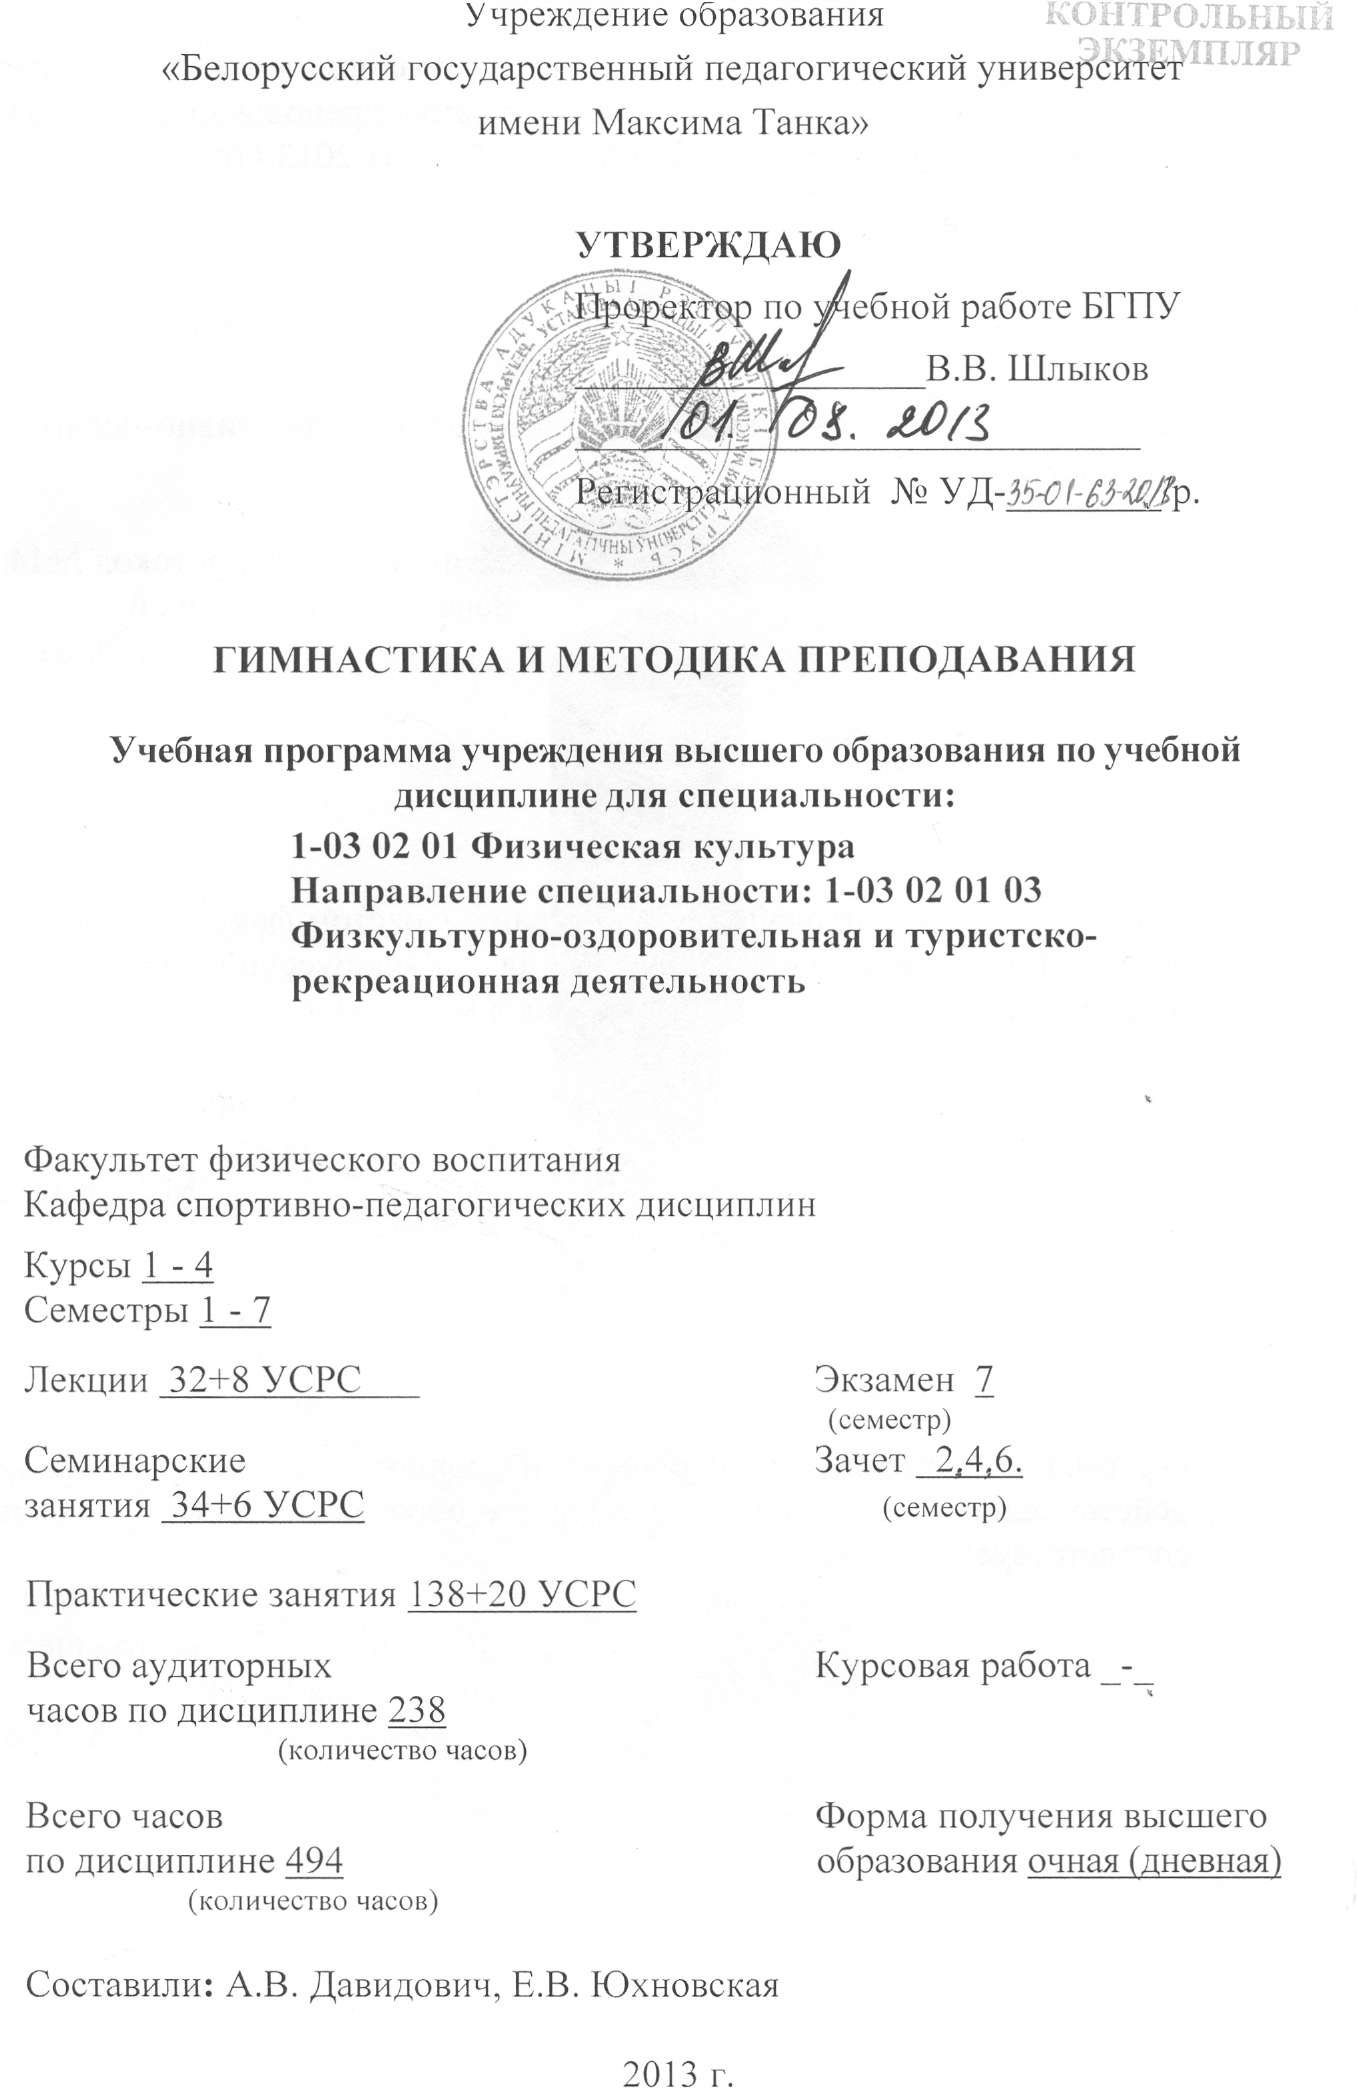 Учреждение образования
КОНТРОЛЬНЫЙ
ЭКЗЕМПЛЯР
«Белорусский государственный педагогический университет
имени Максима Танка»
УТВЕРЖДАЮ
Проректор по учебной работе БГПУ
В.В. Шлыков
01. 09. 2013
Регистрационный № УД-35-01-63-2013 р.
ГИМНАСТИКА И МЕТОДИКА ПРЕПОДАВАНИЯ
Учебная программа учреждения высшего образования по учебной
дисциплине для специальности:
1-03 02 01 Физическая культура
Направление специальности: 1-03 02 01 03
Физкультурно-оздоровительная и туристско-
рекреационная деятельность
Факультет физического воспитания
Кафедра спортивно-педагогических дисциплин
Курсы 1 - 4
Семестры 1 - 7
Лекции 32+8 УСРС
Экзамен 7
(семестр)
Семинарские
занятия 34+6 УСРС
Зачет 2,4,6.
(семестр)
Практические занятия 138+20 УСРС
Всего аудиторных
часов по дисциплине 238
(количество часов)
Курсовая работа _-_
Всего часов
по дисциплине 494
(количество часов)
Форма получения высшего
образования очная (дневная)
Составили: А.В. Давидович, Е.В. Юхновская
2013 г.